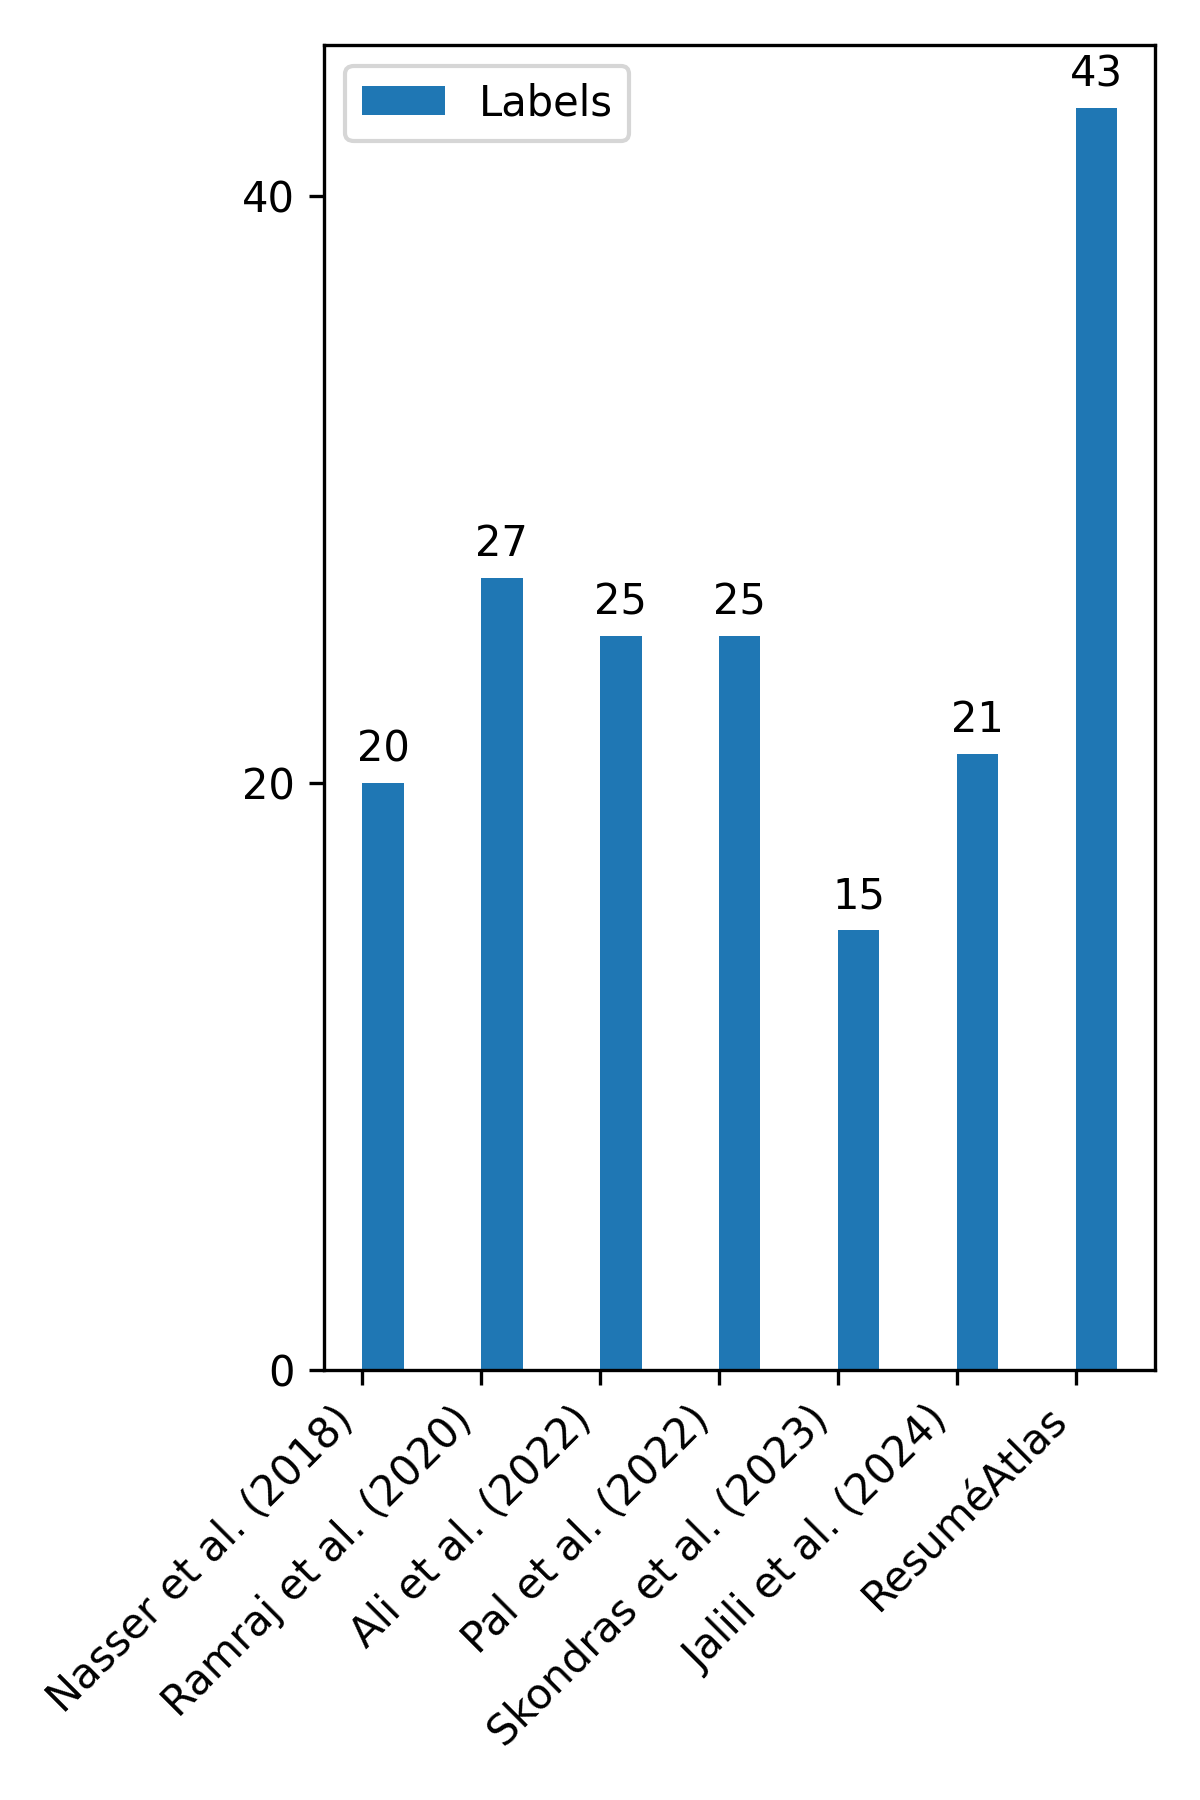 Labels
43
40
27
25
25
21
20
20
15
0
Nasser et al. (2018)
Ramraj et al. (2020)
Ali et al. (2022)
Pal et al. (2022)
Skondras et al. (2023)
Jalili et al. (2024)
ResuméAtlas